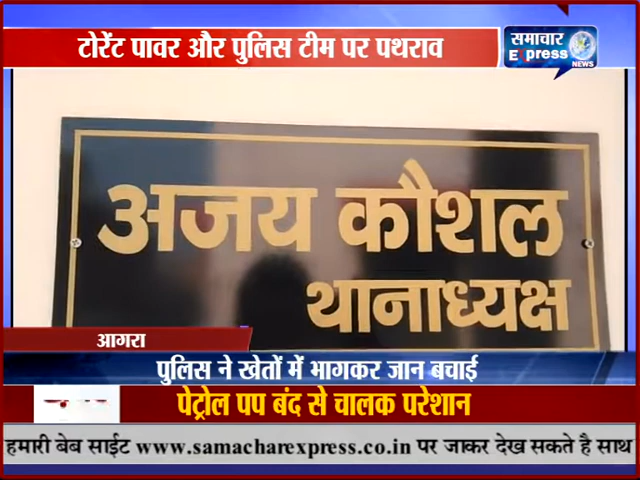 टोरेंट पावर और पुलिस टीम पर पथराव
समाचार
Express
NEWS
अजय कौशल
थानाध्यक्ष
आगरा
पुलिस ने खेतों में भागकर जान बचाई
पेट्रोल पप बंद से चालक परेशान
हमारी बेब साईट www.samacharexpress.co.in पर जाकर देख सकते है साथ